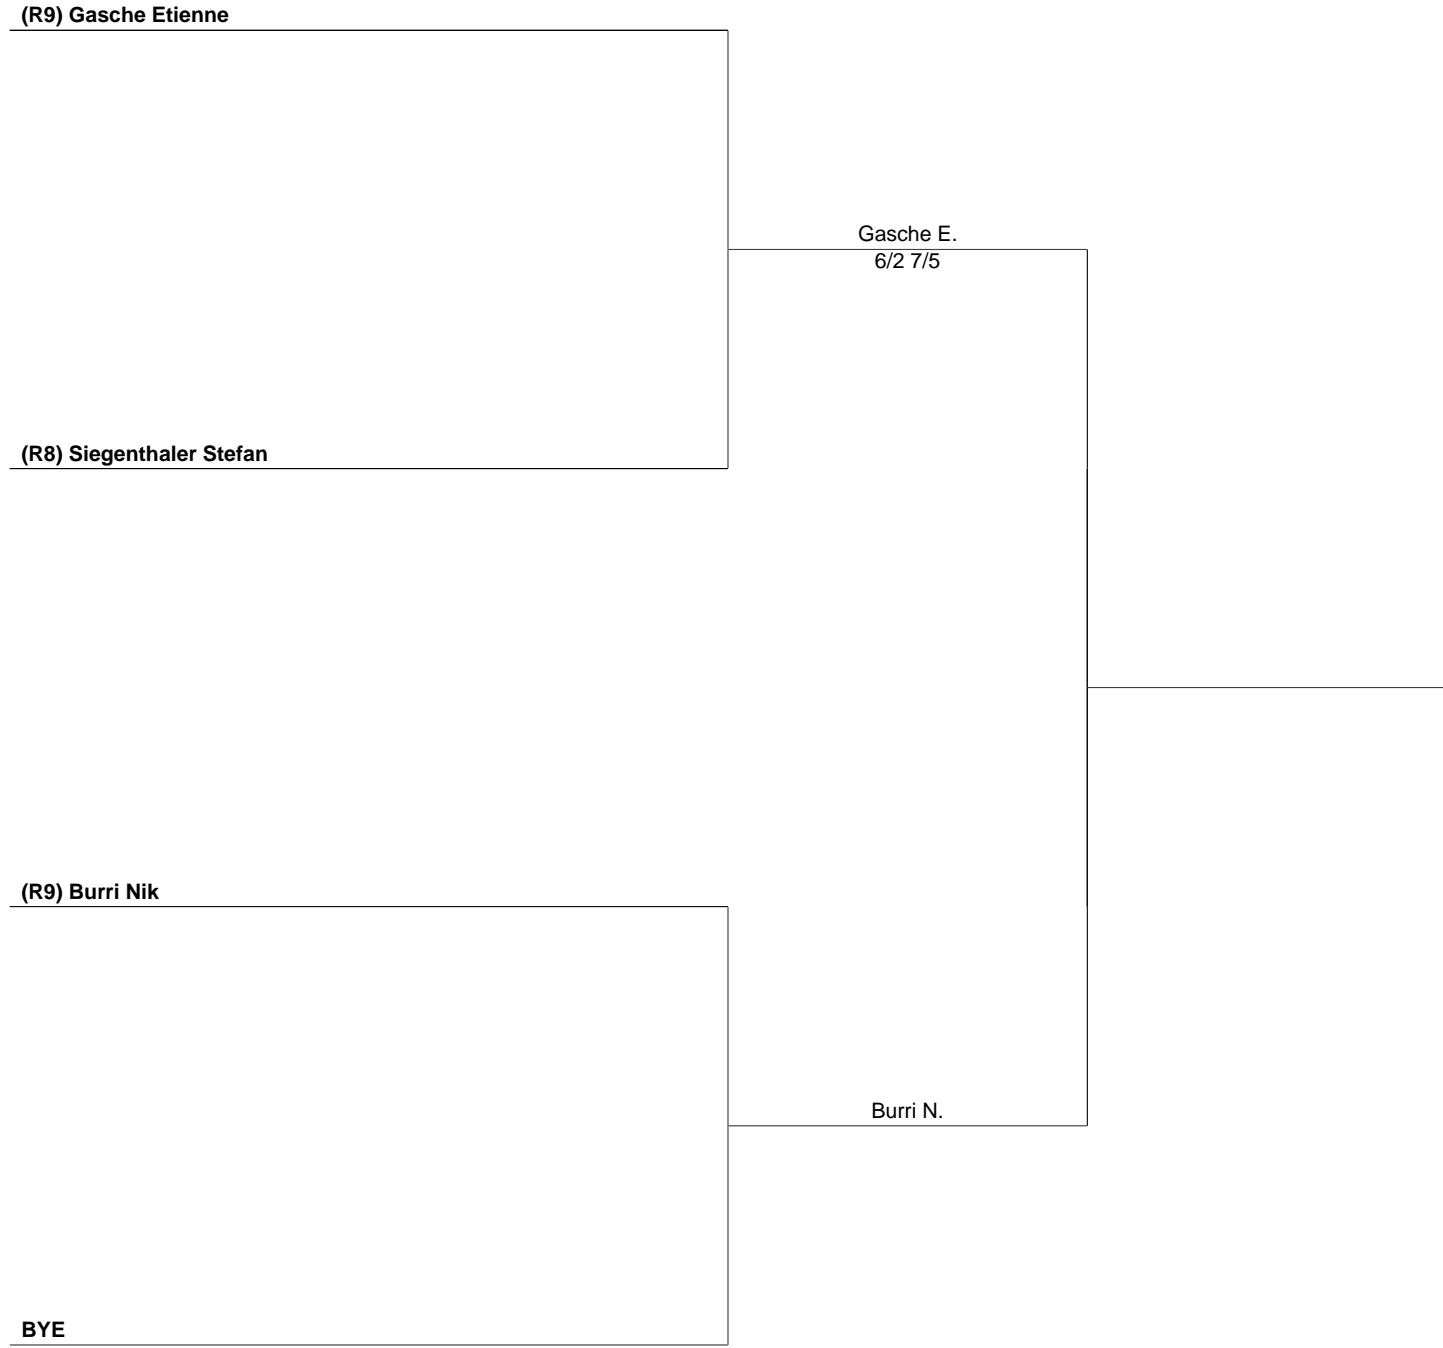 (R9) Gasche Etienne
Gasche E.
6/2 7/5
(R8) Siegenthaler Stefan
(R9) Burri Nik
Burri N.
BYE